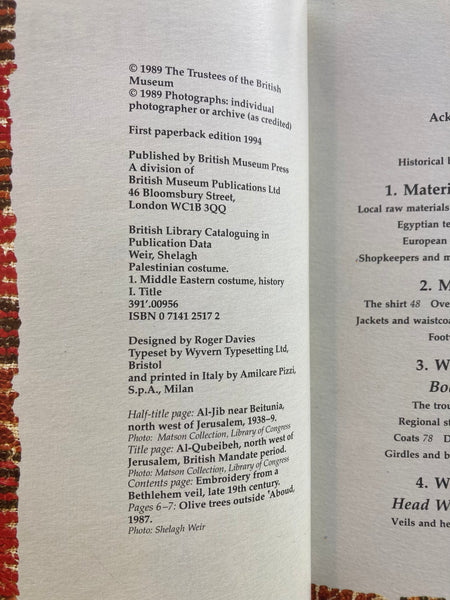 © 1989 The Trustees of the British
Museum
© 1989 Photographs: individual
photographer or archive (as credited)
First paperback edition 1994
Published by British Museum Press
A division of
British Museum Publications Ltd
46 Bloomsbury Street,
London WC1B 3QQ
British Library Cataloguing in
Publication Data
Weir, Shelagh
Palestinian costume.
1. Middle Eastern costume, history
I. Title
391'.00956
ISBN 0 7141 2517 2
Designed by Roger Davies
Typeset by Wyvern Typesetting Ltd,
Bristol
and printed in Italy by Amilcare Pizzi,
S.p.A., Milan
Half-title page: Al-Jib near Beitunia,
north west of Jerusalem, 1938–9.
Photo: Matson Collection, Library of Congress
Title page: Al-Qubeibeh, north west of
Jerusalem, British Mandate period.
Photo: Matson Collection, Library of Congress
Contents page: Embroidery from a
Bethlehem veil, late 19th century.
Pages 6–7: Olive trees outside 'Aboud,
1987.
Photo: Shelagh Weir
Ack
Historical
1. Materi
Local raw materials
Egyptian te
European
Shopkeepers and m
2. M
The shirt 48 Ove
Jackets and waistcoa
Foot
3. W
Bo
The trou
Regional st
Coats 78 D
Girdles and b
4. W
Head W
Veils and he